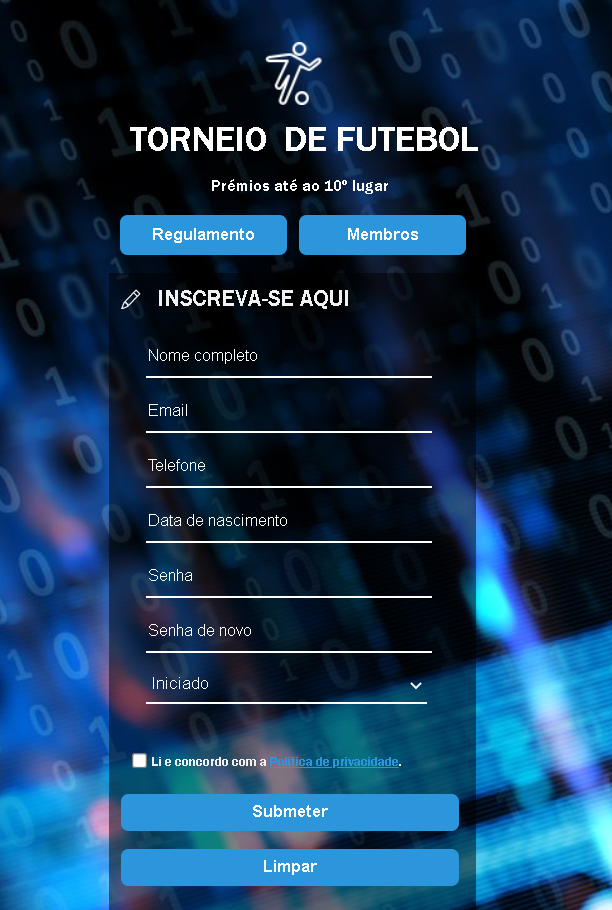 TORNEIO DE FUTEBOL
Prémios até ao 10º lugar
Regulamento Membros
INSCREVA-SE AQUI
Nome completo
Email
Telefone
Data de nascimento
Senha
Senha de novo
Iniciado
Li e concordo com a Política de privacidade.
Submeter
Limpar